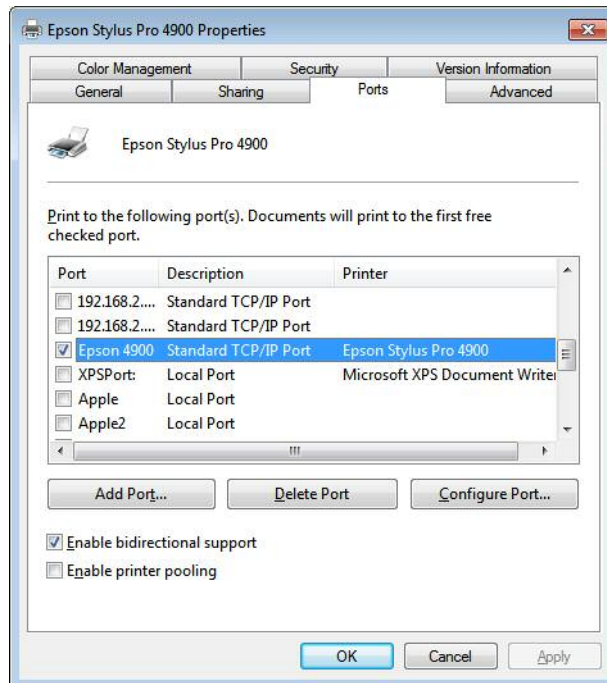 Epson Stylus Pro 4900 Properties
Color Management Security Version Information
General Sharing Ports Advanced
Epson Stylus Pro 4900
Print to the following port(s). Documents will print to the first free
checked port.
Port Description Printer
192.168.2.... Standard TCP/IP Port
192.168.2.... Standard TCP/IP Port
Epson 4900 Standard TCP/IP Port Epson Stylus Pro 4900
XPSPort: Local Port Microsoft XPS Document Writer
Apple Local Port
Apple2 Local Port
Add Port... Delete Port Configure Port...
Enable bidirectional support
Enable printer pooling
OK Cancel Apply